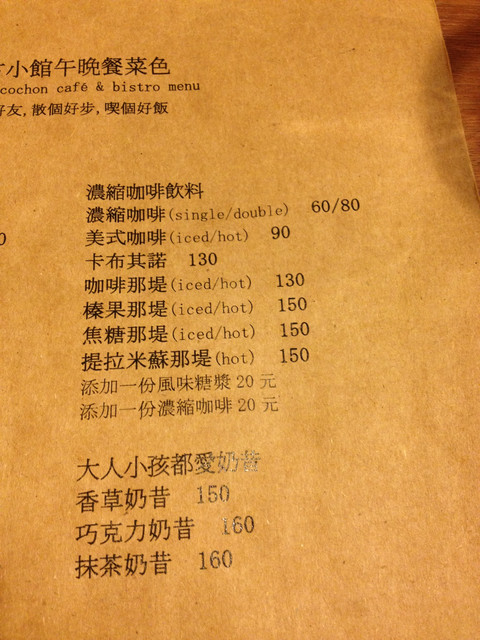 小館午晚餐菜色
cochon café & bistro menu
好友,散個好步,喫個好飯
濃縮咖啡飲料
濃縮咖啡(single/double) 60/80
美式咖啡(iced/hot) 90
卡布其諾 130
咖啡那堤(iced/hot) 130
榛果那堤(iced/hot) 150
焦糖那堤(iced/hot) 150
提拉米蘇那堤(hot) 150
添加一份風味糖漿 20 元
添加一份濃縮咖啡 20 元
大人小孩都愛奶昔
香草奶昔 150
巧克力奶昔 160
抹茶奶昔 160